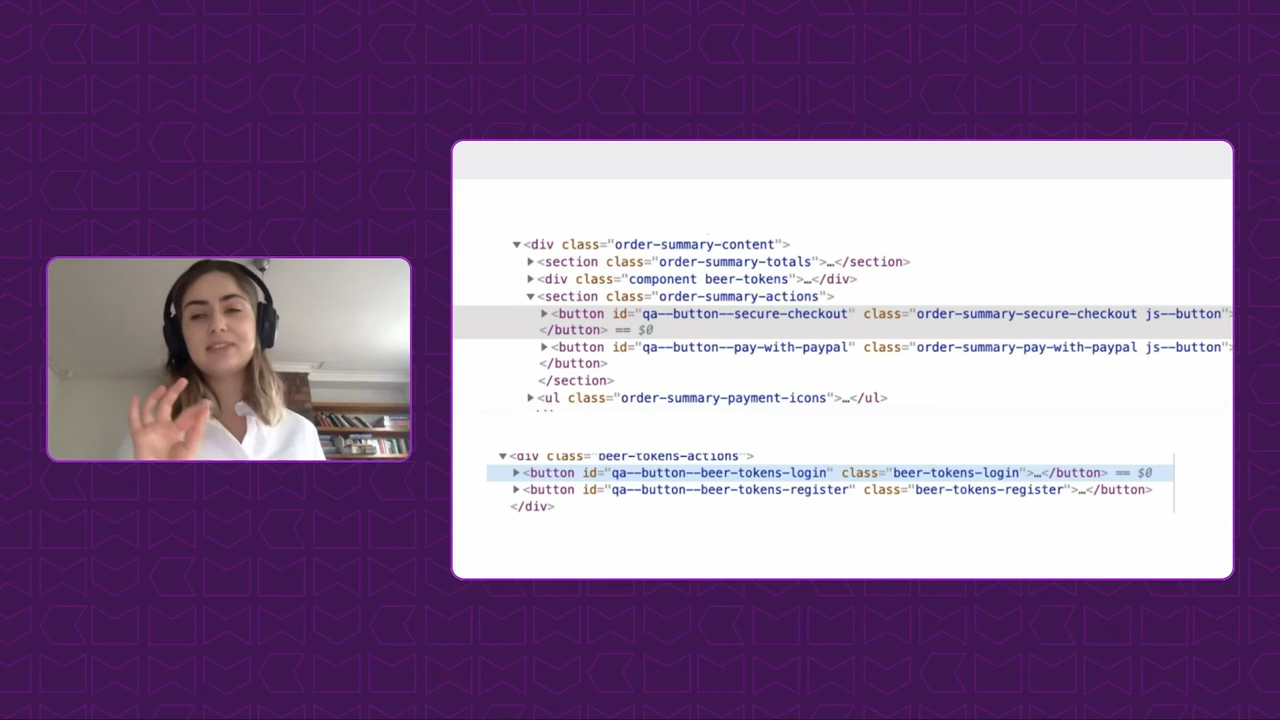 ▼<div class="order-summary-content">
▶<section class="order-summary-totals">…</section>
▶<div class="component beer-tokens">…</div>
▼<section class="order-summary-actions">
▶<button id="qa--button--secure-checkout" class="order-summary-secure-checkout js--button">
</button> == $0
▶<button id="qa--button--pay-with-paypal" class="order-summary-pay-with-paypal js--button">
</button>
</section>
▶<ul class="order-summary-payment-icons">…</ul>
▼<div class="beer-tokens-actions">
▶<button id="qa--button--beer-tokens-login" class="beer-tokens-login">…</button> == $0
▶<button id="qa--button--beer-tokens-register" class="beer-tokens-register">…</button>
</div>